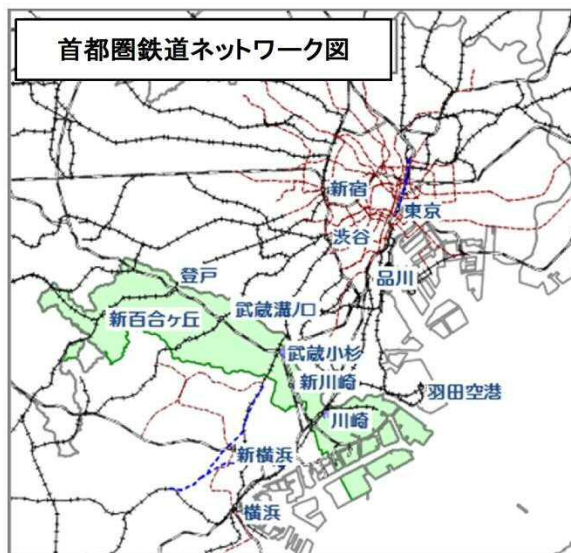 首都圏鉄道ネットワーク図
新宿
東京
渋谷
品川
登戸
武蔵溝ノ口
新百合ヶ丘
武蔵小杉
新川崎
羽田空港
川崎
新横浜
横浜